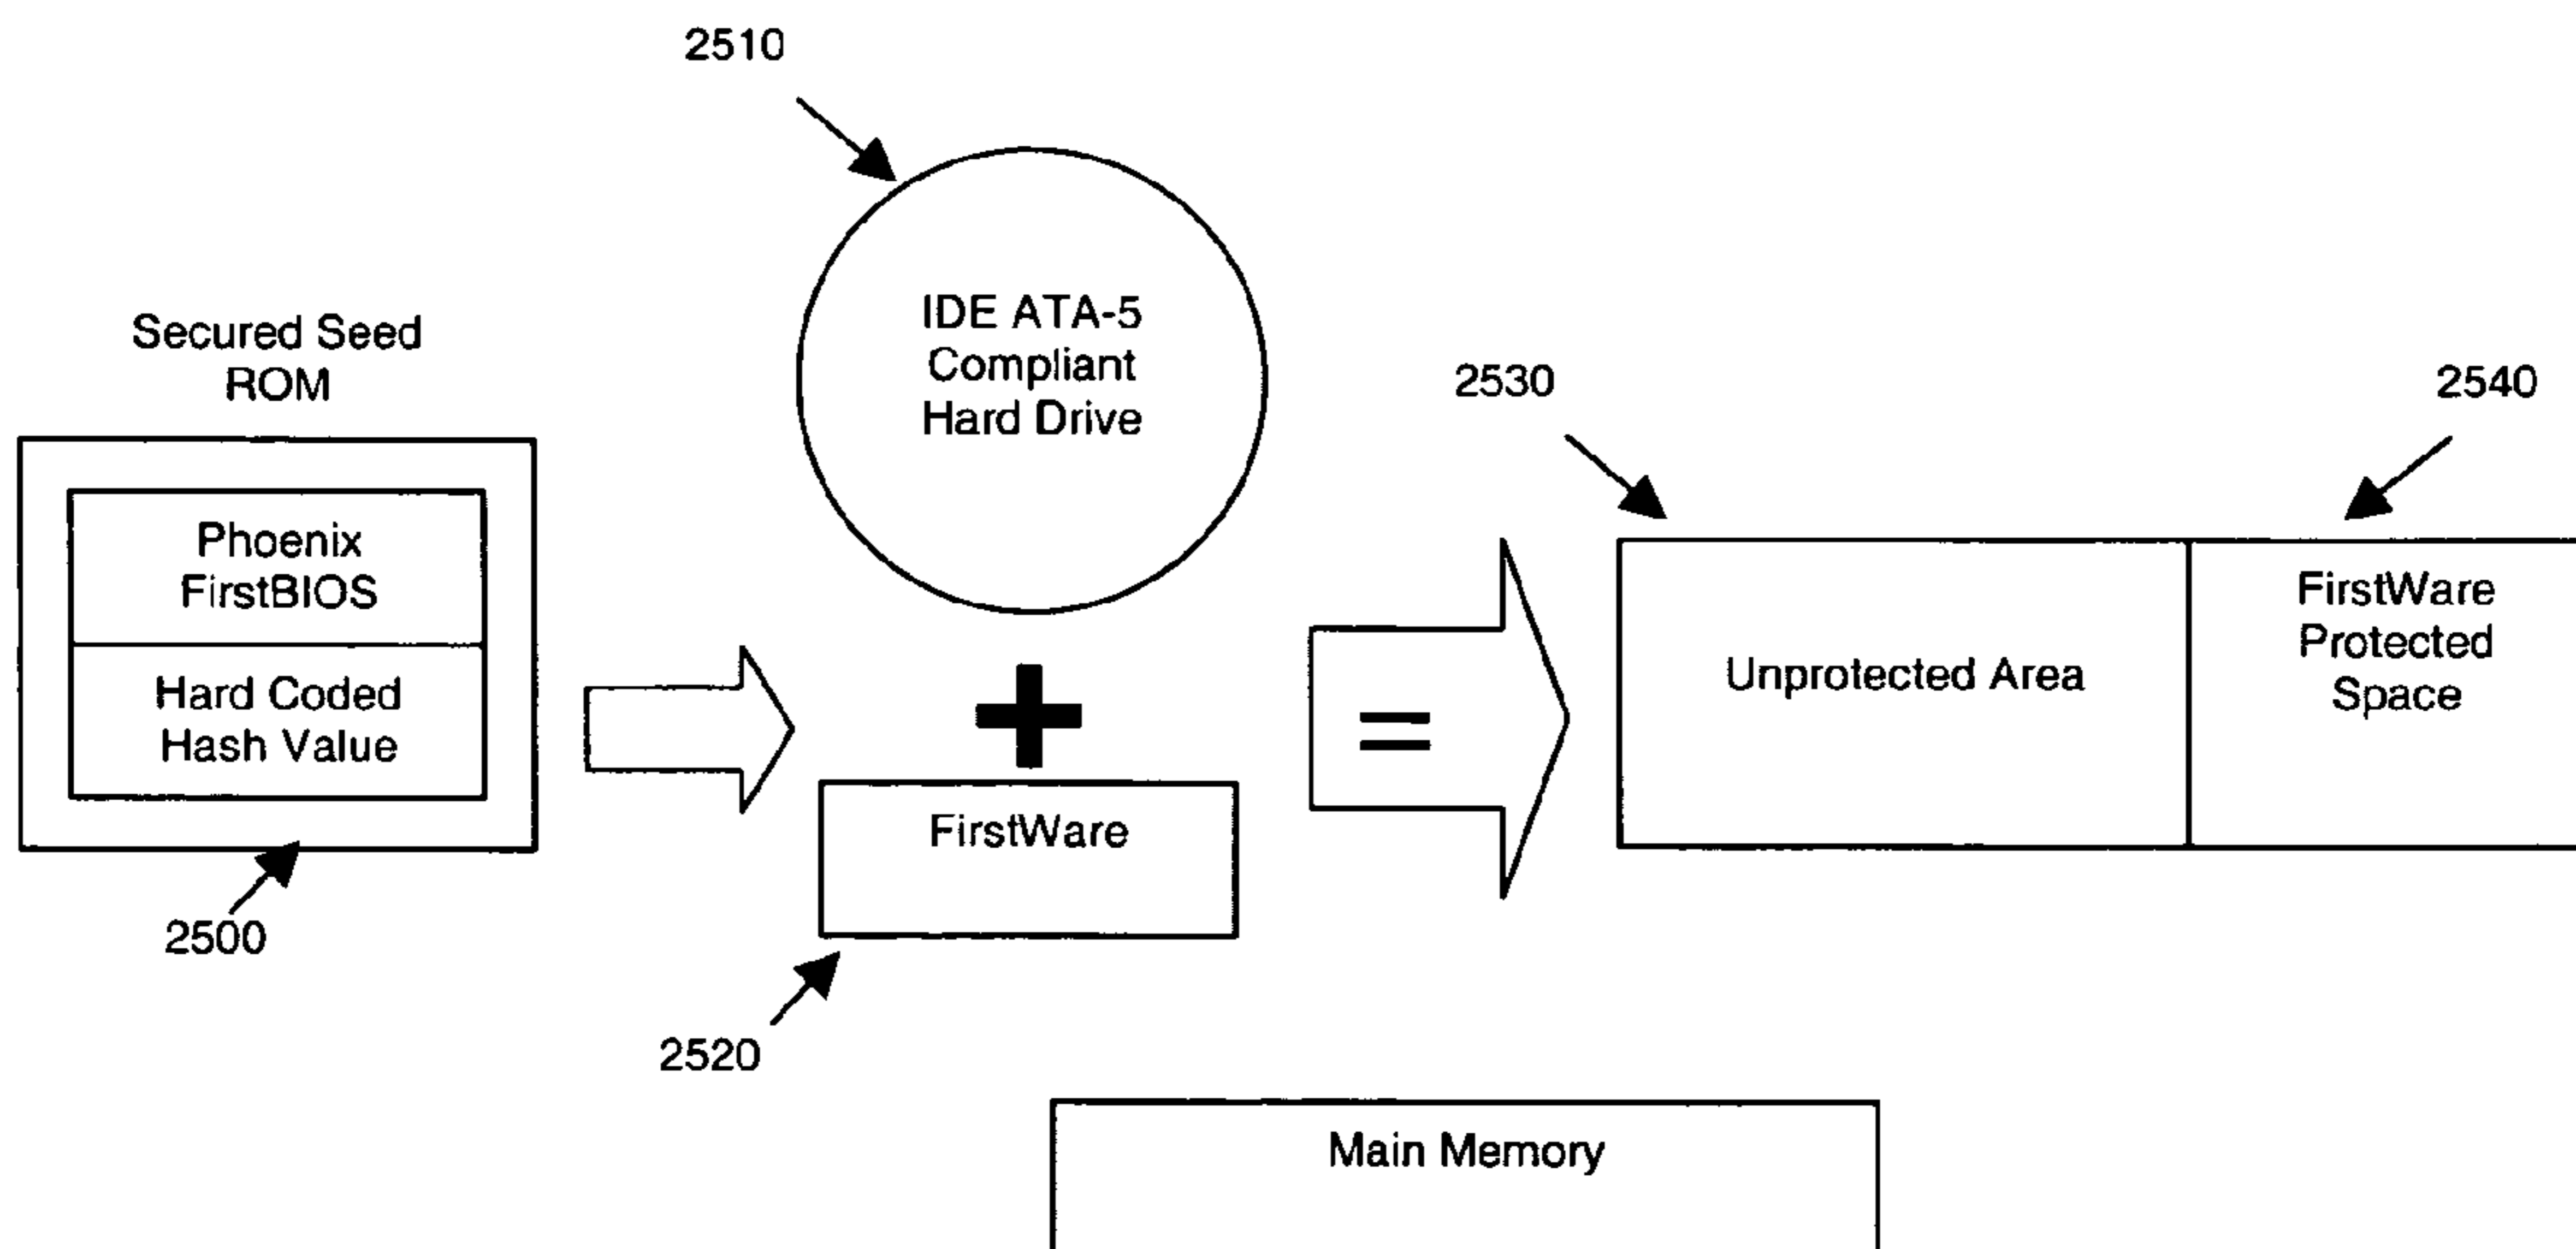 2510
IDE ATA-5
Compliant
Hard Drive
Secured Seed
ROM
2530
2540
Phoenix
FirstBIOS
Hard Coded
Hash Value
2500
+
FirstWare
2520
=
Unprotected Area
FirstWare
Protected
Space
Main Memory